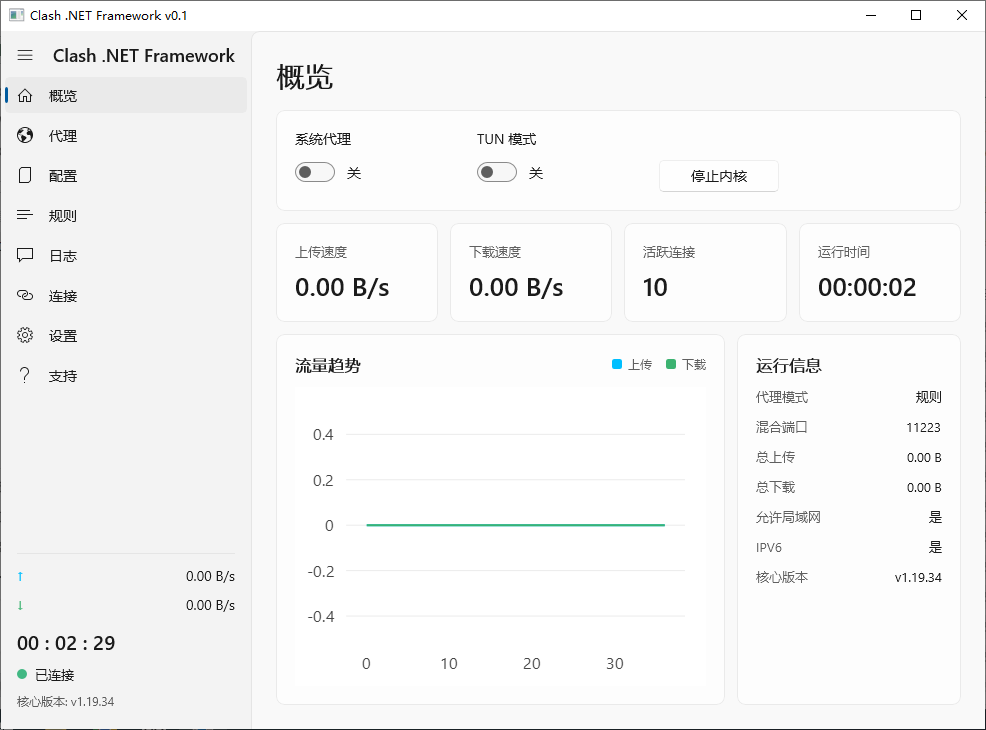 Clash .NET Framework v0.1
Clash .NET Framework
概览
代理
配置
规则
日志
连接
设置
支持
↑ 0.00 B/s
↓ 0.00 B/s
00 : 02 : 29
已连接
核心版本: v1.19.34
概览
系统代理
关
TUN 模式
关
停止内核
上传速度
0.00 B/s
下载速度
0.00 B/s
活跃连接
10
运行时间
00:00:02
流量趋势
上传 下载
0.4
0.2
0
-0.2
-0.4
0 10 20 30
运行信息
代理模式 规则
混合端口 11223
总上传 0.00 B
总下载 0.00 B
允许局域网 是
IPV6 是
核心版本 v1.19.34